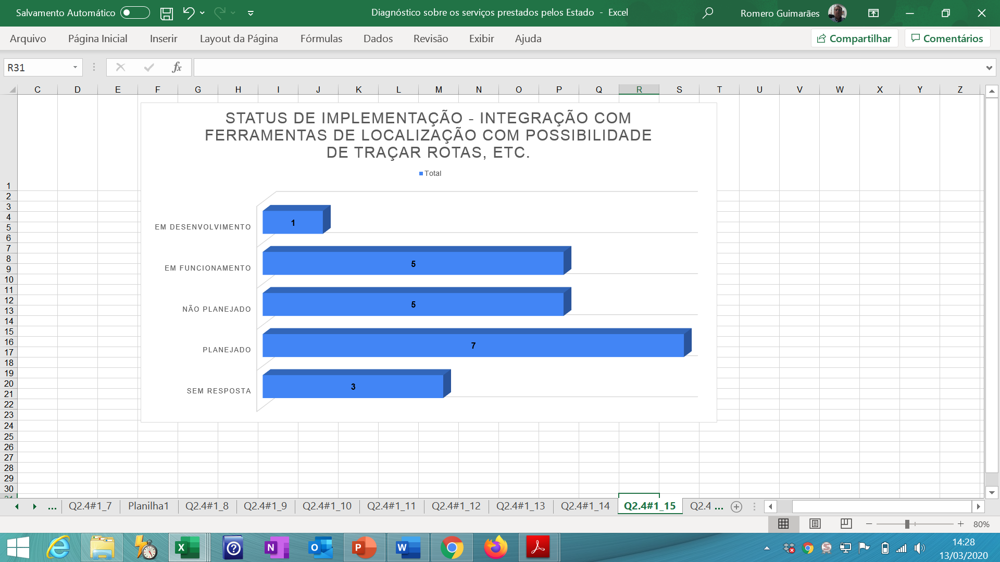 Salvamento Automático
Diagnóstico sobre os serviços prestados pelos Estado - Excel
Romero Guimarães
Arquivo Página Inicial Inserir Layout da Página Fórmulas Dados Revisão Exibir Ajuda
Compartilhar Comentários
R31
fx
C D E F G H I J K L M N O P Q R S T U V W X Y Z
STATUS DE IMPLEMENTAÇÃO - INTEGRAÇÃO COM
FERRAMENTAS DE LOCALIZAÇÃO COM POSSIBILIDADE
DE TRAÇAR ROTAS, ETC.
Total
EM DESENVOLVIMENTO 1
EM FUNCIONAMENTO 5
NÃO PLANEJADO 5
PLANEJADO 7
SEM RESPOSTA 3
1
2
3
4
5
6
7
8
9
10
11
12
13
14
15
16
17
18
19
20
21
22
23
24
25
26
27
28
29
30
31
... Q2.4#1_7 Planilha1 Q2.4#1_8 Q2.4#1_9 Q2.4#1_10 Q2.4#1_11 Q2.4#1_12 Q2.4#1_13 Q2.4#1_14 Q2.4#1_15 Q2.4 ...
80%
14:28
13/03/2020